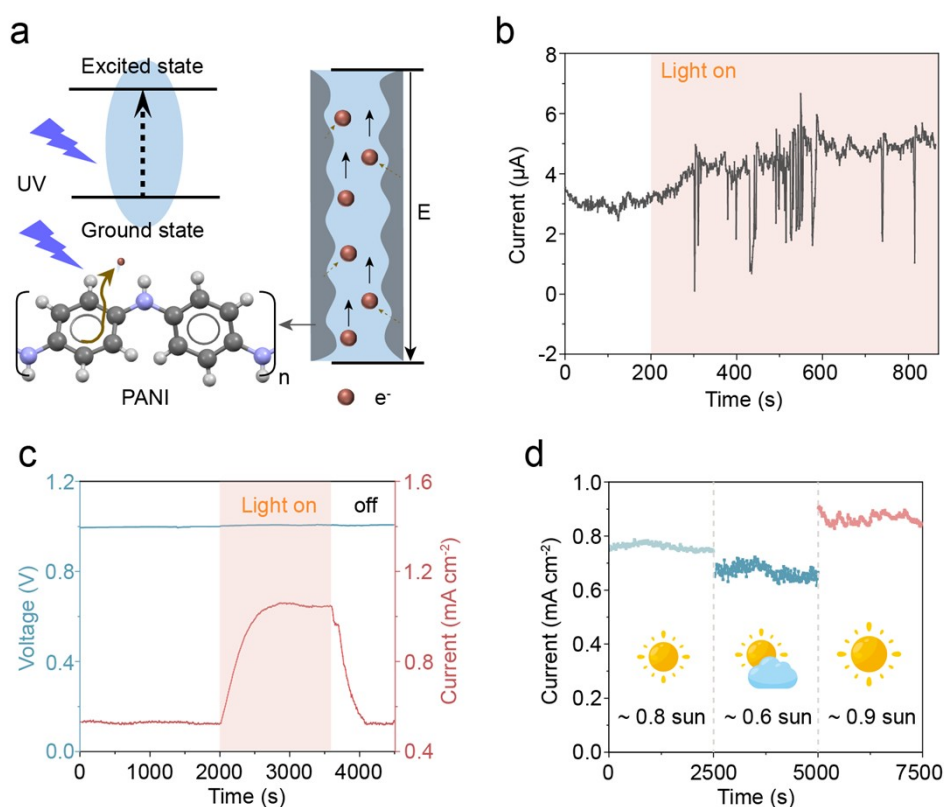 a
Excited state
UV
Ground state
n
PANI
E
e⁻
b
Light on
Current (µA)
8
6
4
2
0
-2
0 200 400 600 800
Time (s)
c
Light on off
Voltage (V)
1.2
0.8
0.4
0.0
Current (mA cm⁻²)
1.6
1.2
0.8
0.4
0 1000 2000 3000 4000
Time (s)
d
Current (mA cm⁻²)
1.0
0.8
0.6
0.4
0.2
0.0
~ 0.8 sun ~ 0.6 sun ~ 0.9 sun
0 2500 5000 7500
Time (s)